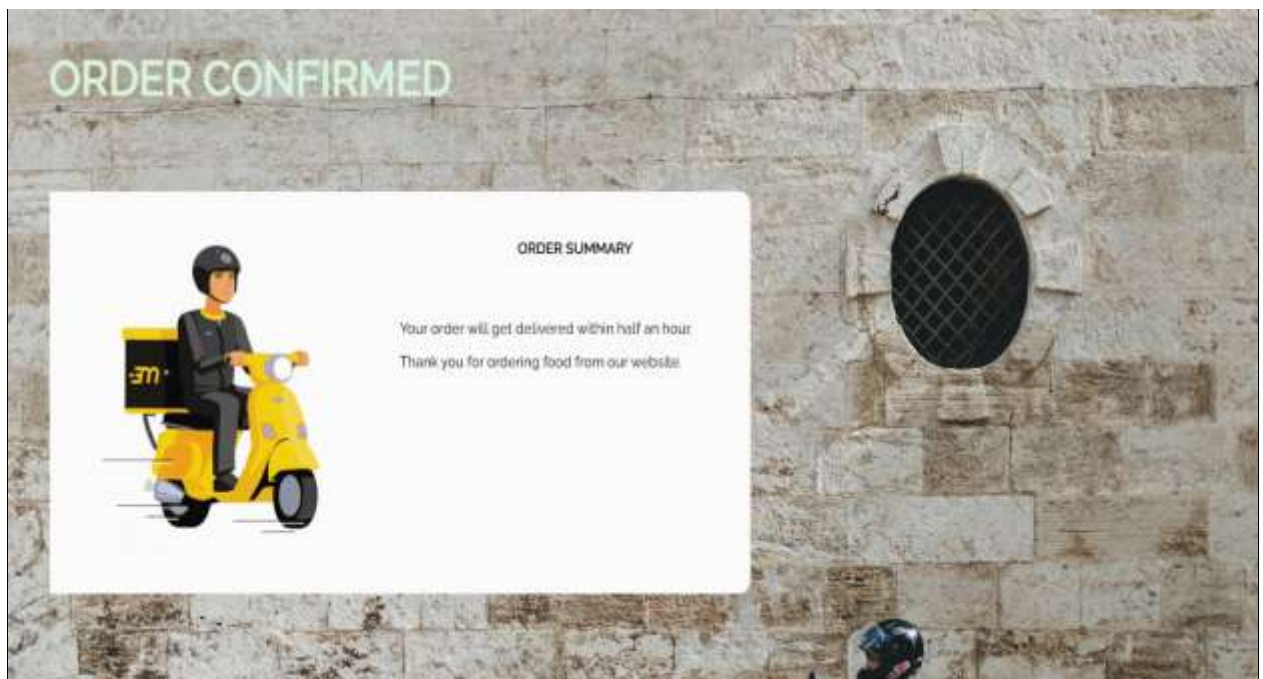 ORDER CONFIRMED
ORDER SUMMARY
Your order will get delivered within half an hour
Thank you for ordering food from our website.